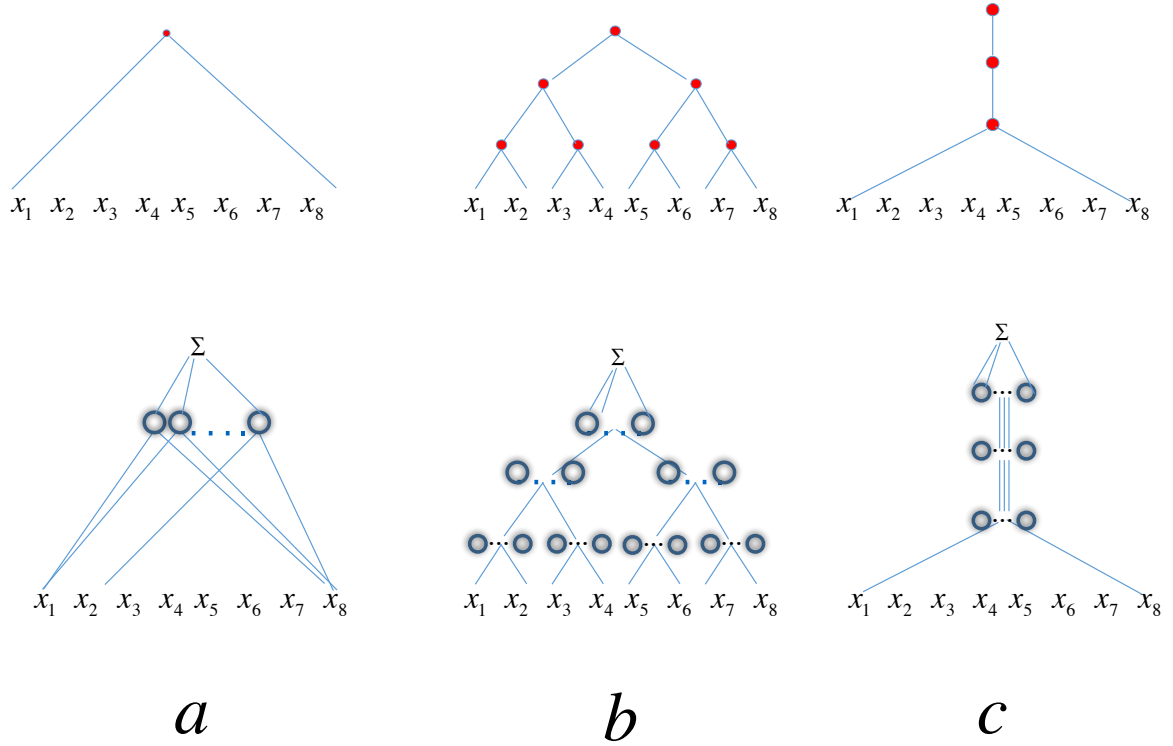 x₁ x₂ x₃ x₄ x₅ x₆ x₇ x₈
x₁ x₂ x₃ x₄ x₅ x₆ x₇ x₈
x₁ x₂ x₃ x₄ x₅ x₆ x₇ x₈
Σ
Σ
Σ
x₁ x₂ x₃ x₄ x₅ x₆ x₇ x₈
x₁ x₂ x₃ x₄ x₅ x₆ x₇ x₈
x₁ x₂ x₃ x₄ x₅ x₆ x₇ x₈
a
b
c